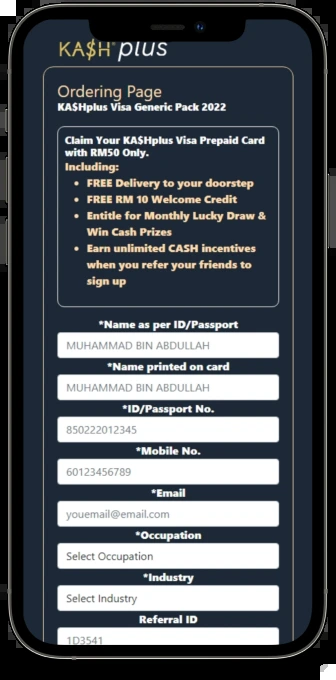 KA$H® plus
Ordering Page
KA$Hplus Visa Generic Pack 2022
Claim Your KA$Hplus Visa Prepaid Card
with RM50 Only.
Including:
• FREE Delivery to your doorstep
• FREE RM 10 Welcome Credit
• Entitle for Monthly Lucky Draw &
Win Cash Prizes
• Earn unlimited CASH incentives
when you refer your friends to
sign up
*Name as per ID/Passport
MUHAMMAD BIN ABDULLAH
*Name printed on card
MUHAMMAD BIN ABDULLAH
*ID/Passport No.
850222012345
*Mobile No.
60123456789
*Email
youemail@email.com
*Occupation
Select Occupation
*Industry
Select Industry
Referral ID
1D3541